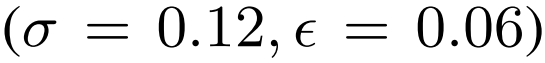 (σ = 0.12, ϵ = 0.06)